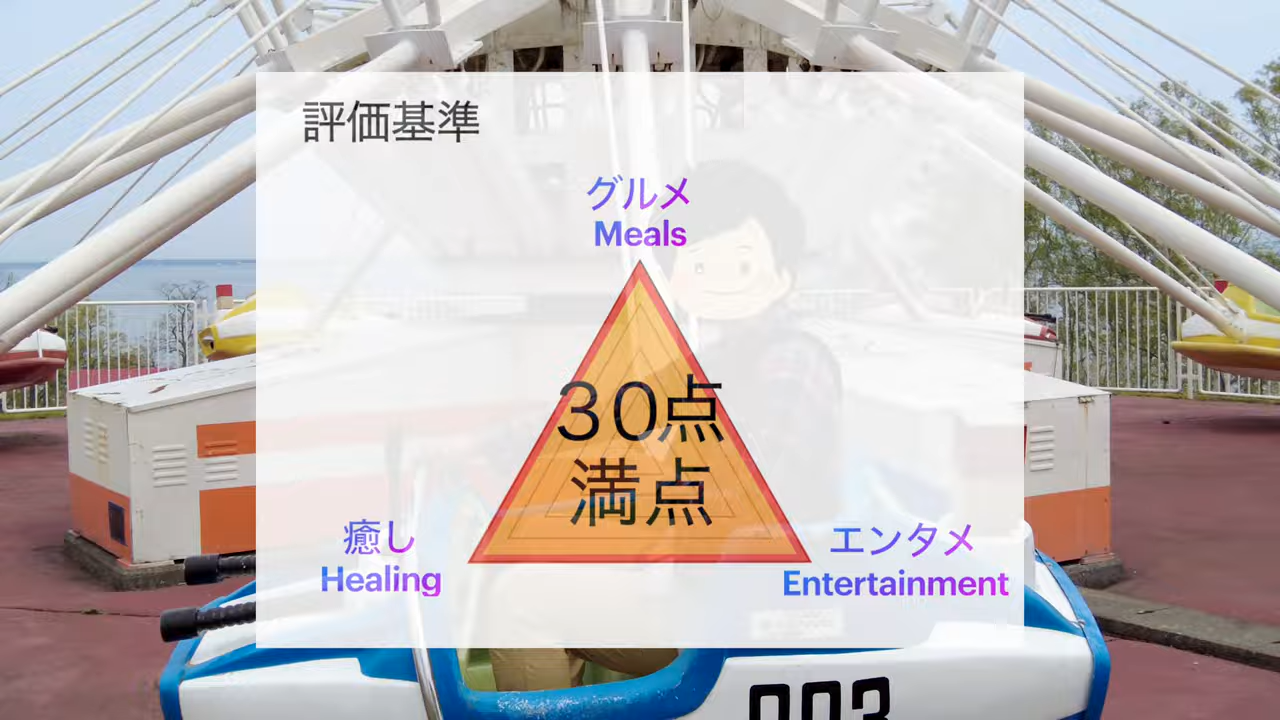 評価基準
グルメ
Meals
30点
満点
癒し
Healing
エンタメ
Entertainment
003